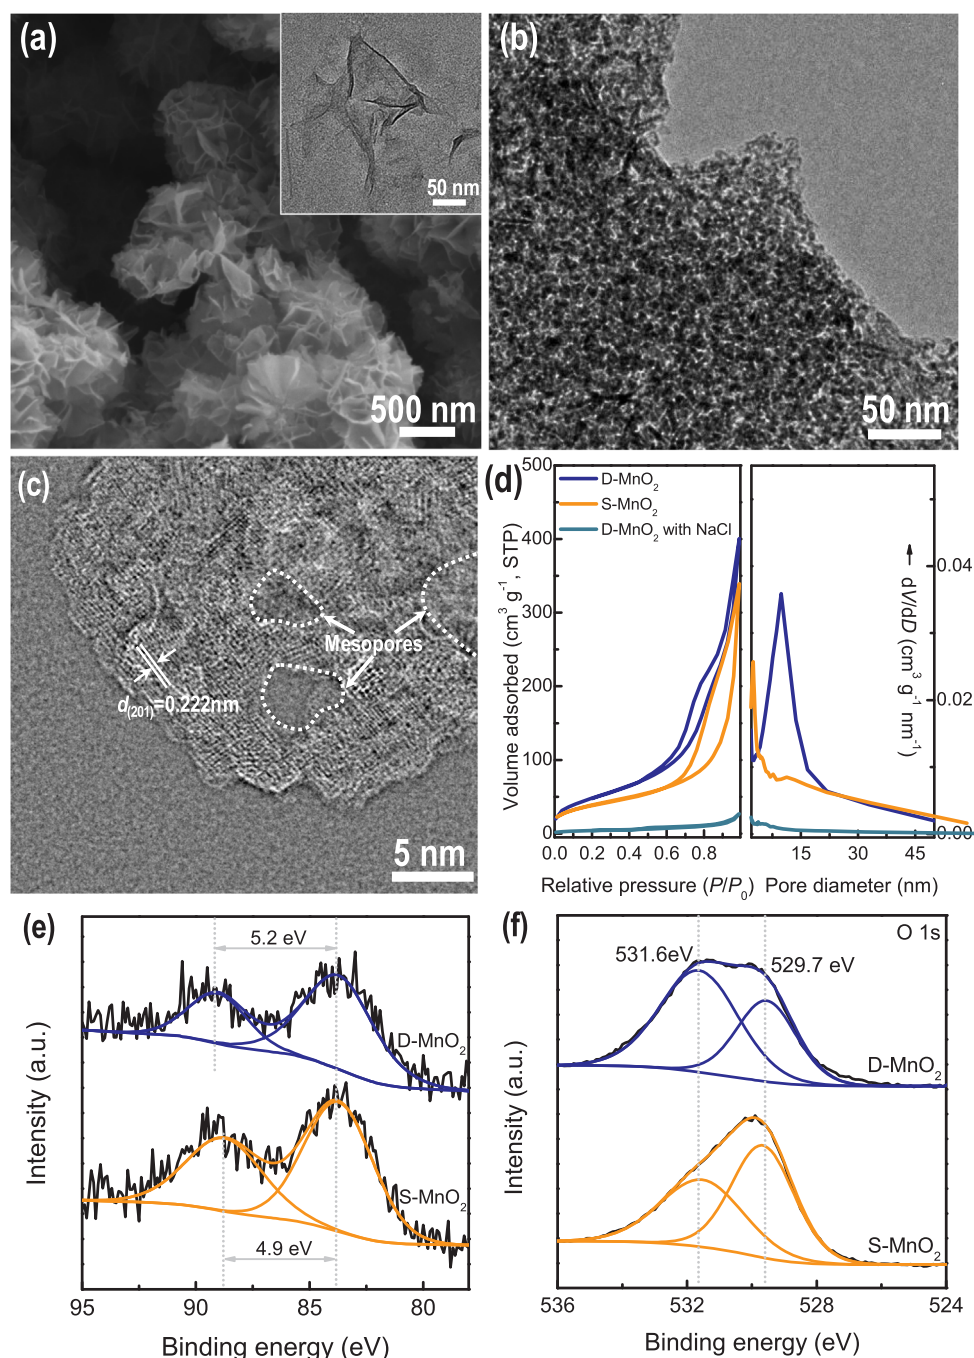 (a)
50 nm
500 nm
(b)
50 nm
(c)
Mesopores
d(201)=0.222nm
5 nm
(d)
D-MnO2
S-MnO2
D-MnO2 with NaCl
Volume adsorbed (cm3 g-1, STP)
500
400
300
200
100
0
0.0 0.2 0.4 0.6 0.8
Relative pressure (P/P0)
dV/dD (cm3 g-1 nm-1)
0.04
0.02
0.00
15 30 45
Pore diameter (nm)
(e)
5.2 eV
D-MnO2
S-MnO2
4.9 eV
Intensity (a.u.)
95 90 85 80
Binding energy (eV)
(f)
O 1s
531.6eV
529.7 eV
D-MnO2
S-MnO2
Intensity (a.u.)
536 532 528 524
Binding energy (eV)